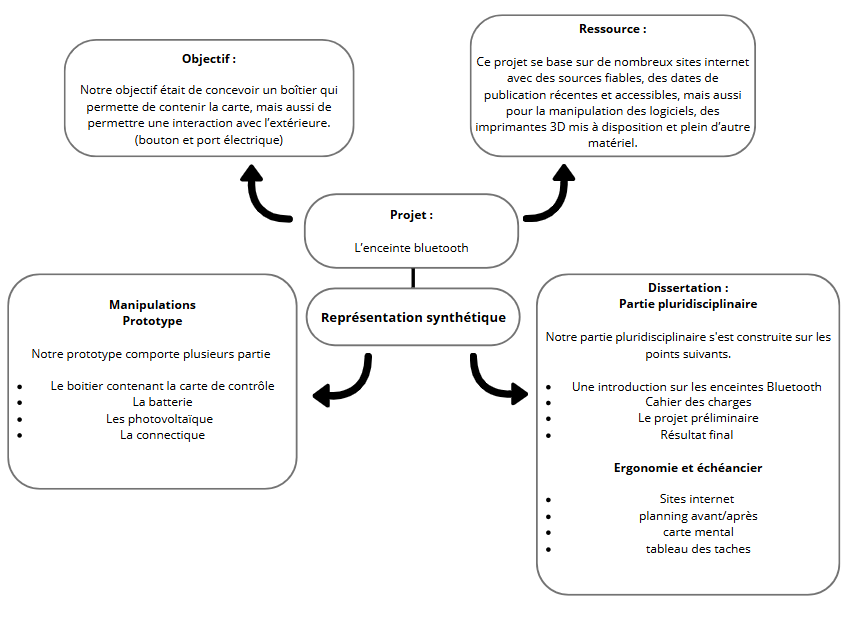 Objectif :
Notre objectif était de concevoir un boîtier qui
permette de contenir la carte, mais aussi de
permettre une interaction avec l'extérieure.
(bouton et port électrique)
Ressource :
Ce projet se base sur de nombreux sites internet
avec des sources fiables, des dates de
publication récentes et accessibles, mais aussi
pour la manipulation des logiciels, des
imprimantes 3D mis à disposition et plein d'autre
matériel.
Projet :
L'enceinte bluetooth
Représentation synthétique
Manipulations
Prototype
Notre prototype comporte plusieurs partie
• Le boitier contenant la carte de contrôle
• La batterie
• Les photovoltaïque
• La connectique
Dissertation :
Partie pluridisciplinaire
Notre partie pluridisciplinaire s'est construite sur les
points suivants.
• Une introduction sur les enceintes Bluetooth
• Cahier des charges
• Le projet préliminaire
• Résultat final
Ergonomie et échéancier
• Sites internet
• planning avant/après
• carte mental
• tableau des taches